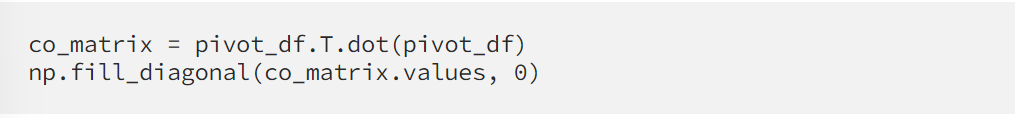 co_matrix = pivot_df.T.dot(pivot_df)
np.fill_diagonal(co_matrix.values, 0)